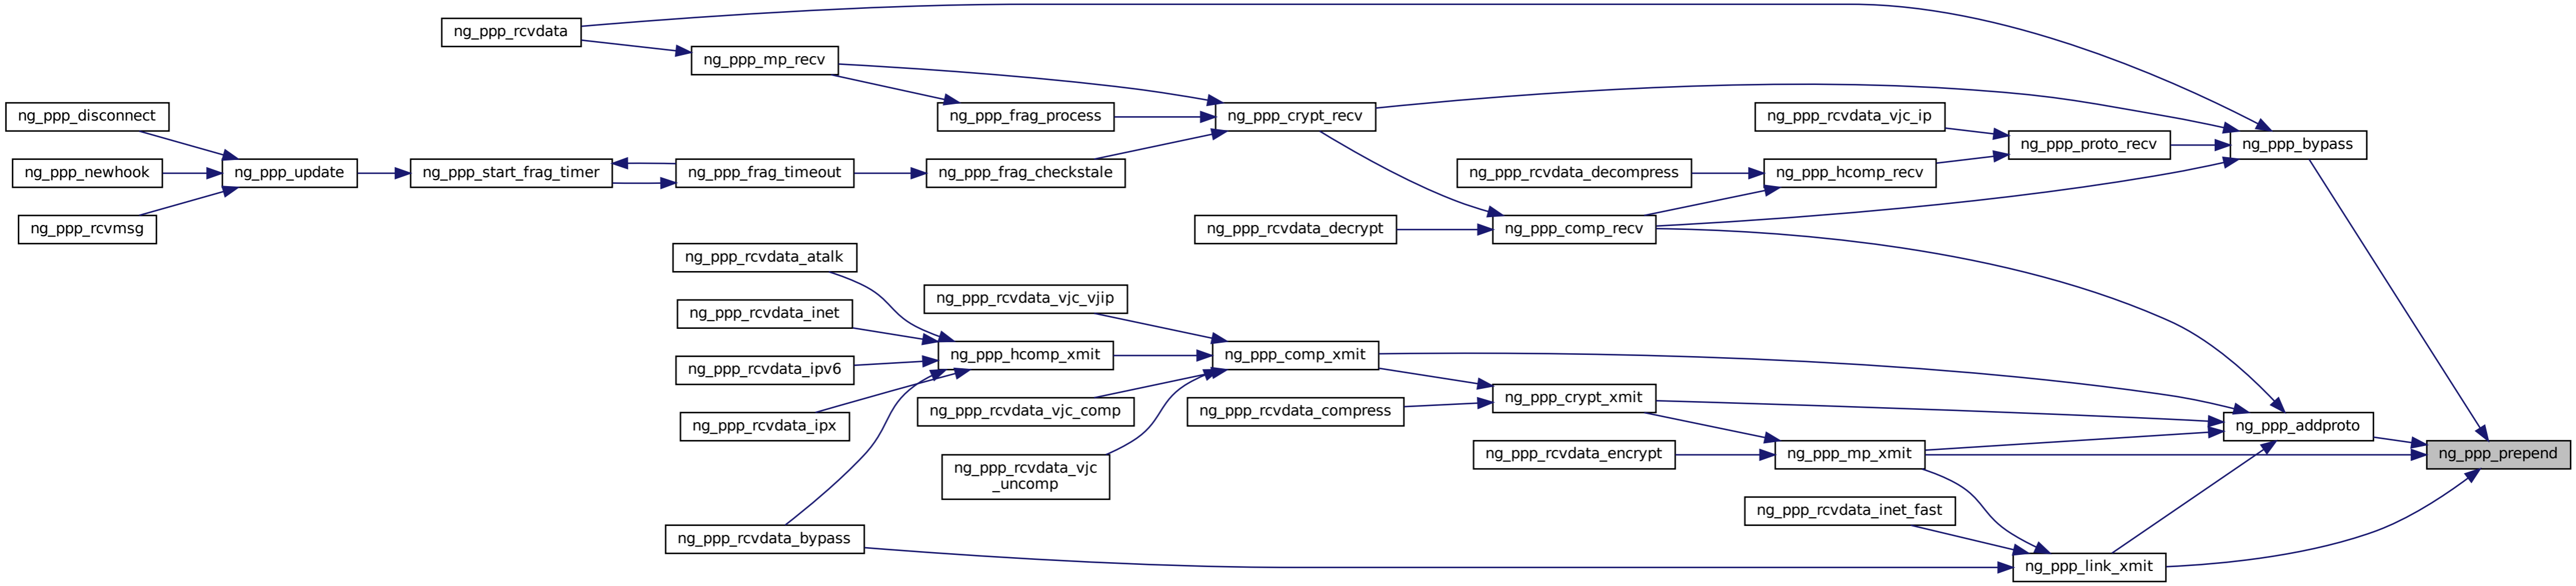 ng_ppp_rcvdata
ng_ppp_mp_recv
ng_ppp_disconnect
ng_ppp_frag_process
ng_ppp_crypt_recv
ng_ppp_rcvdata_vjc_ip
ng_ppp_proto_recv
ng_ppp_bypass
ng_ppp_newhook
ng_ppp_update
ng_ppp_start_frag_timer
ng_ppp_frag_timeout
ng_ppp_frag_checkstale
ng_ppp_rcvdata_decompress
ng_ppp_hcomp_recv
ng_ppp_rcvmsg
ng_ppp_rcvdata_decrypt
ng_ppp_comp_recv
ng_ppp_rcvdata_atalk
ng_ppp_rcvdata_vjc_vjip
ng_ppp_rcvdata_inet
ng_ppp_hcomp_xmit
ng_ppp_comp_xmit
ng_ppp_rcvdata_ipv6
ng_ppp_rcvdata_vjc_comp
ng_ppp_rcvdata_compress
ng_ppp_crypt_xmit
ng_ppp_rcvdata_ipx
ng_ppp_addproto
ng_ppp_rcvdata_encrypt
ng_ppp_mp_xmit
ng_ppp_prepend
ng_ppp_rcvdata_vjc
_uncomp
ng_ppp_rcvdata_inet_fast
ng_ppp_rcvdata_bypass
ng_ppp_link_xmit